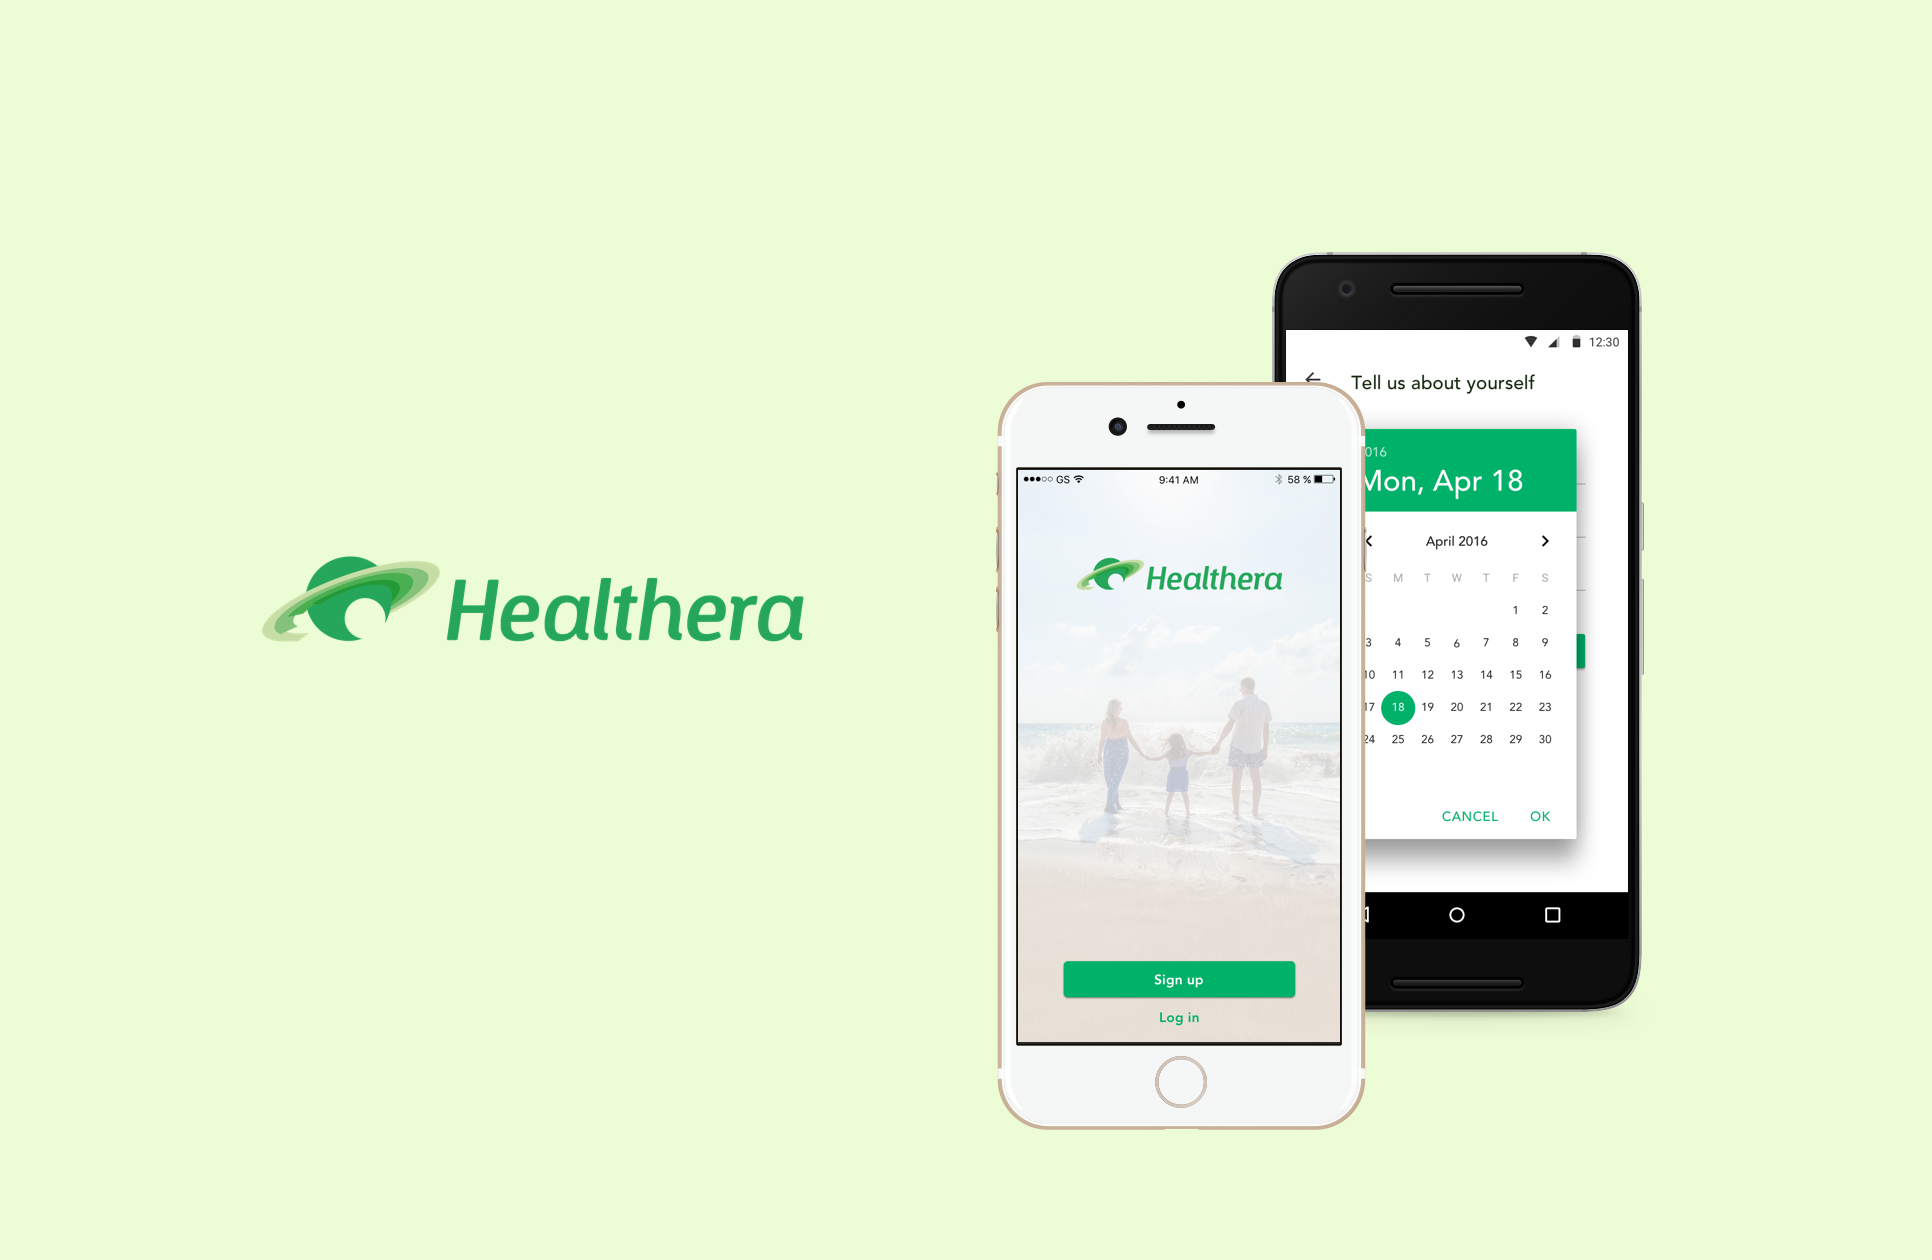 Healthera
GS
9:41 AM
58 %
Healthera
Sign up
Log in
12:30
Tell us about yourself
016
Mon, Apr 18
April 2016
S M T W T F S
1 2
3 4 5 6 7 8 9
10 11 12 13 14 15 16
17 18 19 20 21 22 23
24 25 26 27 28 29 30
CANCEL OK